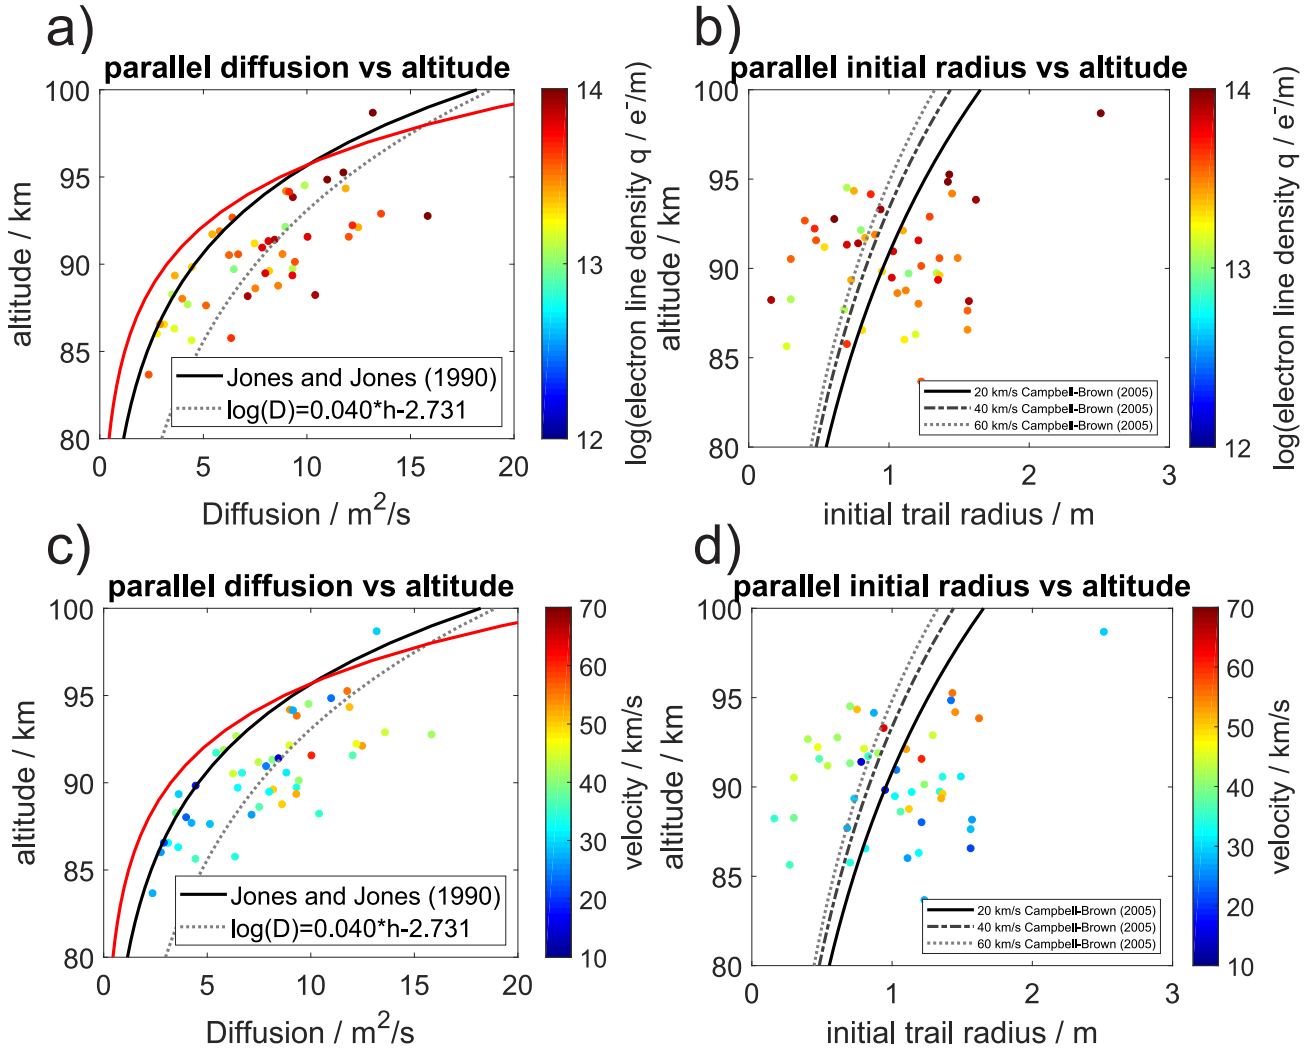 a)
parallel diffusion vs altitude
100
95
90
85
80
altitude / km
0
5
10
15
20
Diffusion / m²/s
Jones and Jones (1990)
log(D)=0.040*h-2.731
14
13
12
log(electron line density q / e⁻/m)
b)
parallel initial radius vs altitude
100
95
90
85
80
altitude / km
0
1
2
3
initial trail radius / m
20 km/s Campbell-Brown (2005)
40 km/s Campbell-Brown (2005)
60 km/s Campbell-Brown (2005)
14
13
12
log(electron line density q / e⁻/m)
c)
parallel diffusion vs altitude
100
95
90
85
80
altitude / km
0
5
10
15
20
Diffusion / m²/s
Jones and Jones (1990)
log(D)=0.040*h-2.731
70
60
50
40
30
20
10
velocity / km/s
d)
parallel initial radius vs altitude
100
95
90
85
80
altitude / km
0
1
2
3
initial trail radius / m
20 km/s Campbell-Brown (2005)
40 km/s Campbell-Brown (2005)
60 km/s Campbell-Brown (2005)
70
60
50
40
30
20
10
velocity / km/s